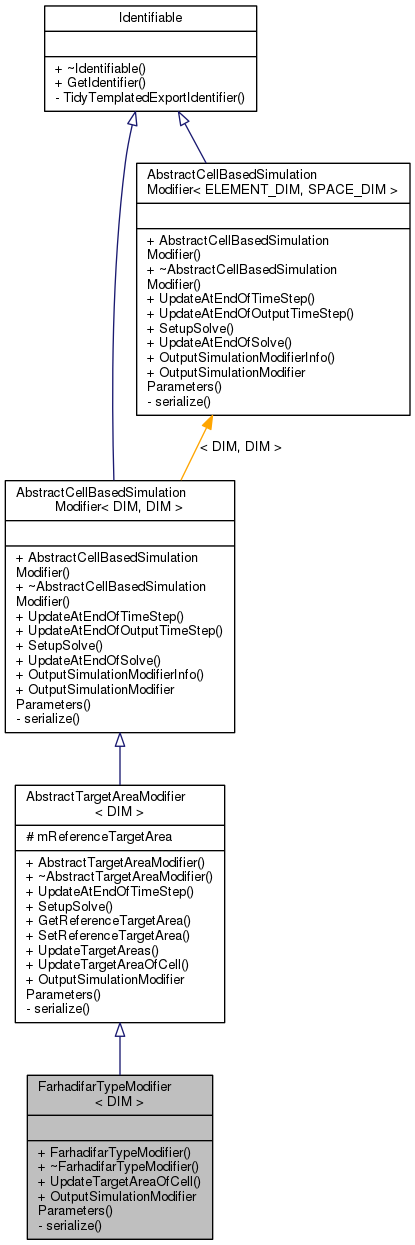 Identifiable
+ ~Identifiable()
+ GetIdentifier()
- TidyTemplatedExportIdentifier()
AbstractCellBasedSimulation
Modifier< ELEMENT_DIM, SPACE_DIM >
+ AbstractCellBasedSimulation
Modifier()
+ ~AbstractCellBasedSimulation
Modifier()
+ UpdateAtEndOfTimeStep()
+ UpdateAtEndOfOutputTimeStep()
+ SetupSolve()
+ UpdateAtEndOfSolve()
+ OutputSimulationModifierInfo()
+ OutputSimulationModifier
Parameters()
- serialize()
< DIM, DIM >
AbstractCellBasedSimulation
Modifier< DIM, DIM >
+ AbstractCellBasedSimulation
Modifier()
+ ~AbstractCellBasedSimulation
Modifier()
+ UpdateAtEndOfTimeStep()
+ UpdateAtEndOfOutputTimeStep()
+ SetupSolve()
+ UpdateAtEndOfSolve()
+ OutputSimulationModifierInfo()
+ OutputSimulationModifier
Parameters()
- serialize()
AbstractTargetAreaModifier
< DIM >
# mReferenceTargetArea
+ AbstractTargetAreaModifier()
+ ~AbstractTargetAreaModifier()
+ UpdateAtEndOfTimeStep()
+ SetupSolve()
+ GetReferenceTargetArea()
+ SetReferenceTargetArea()
+ UpdateTargetAreas()
+ UpdateTargetAreaOfCell()
+ OutputSimulationModifier
Parameters()
- serialize()
FarhadifarTypeModifier
< DIM >
+ FarhadifarTypeModifier()
+ ~FarhadifarTypeModifier()
+ UpdateTargetAreaOfCell()
+ OutputSimulationModifier
Parameters()
- serialize()